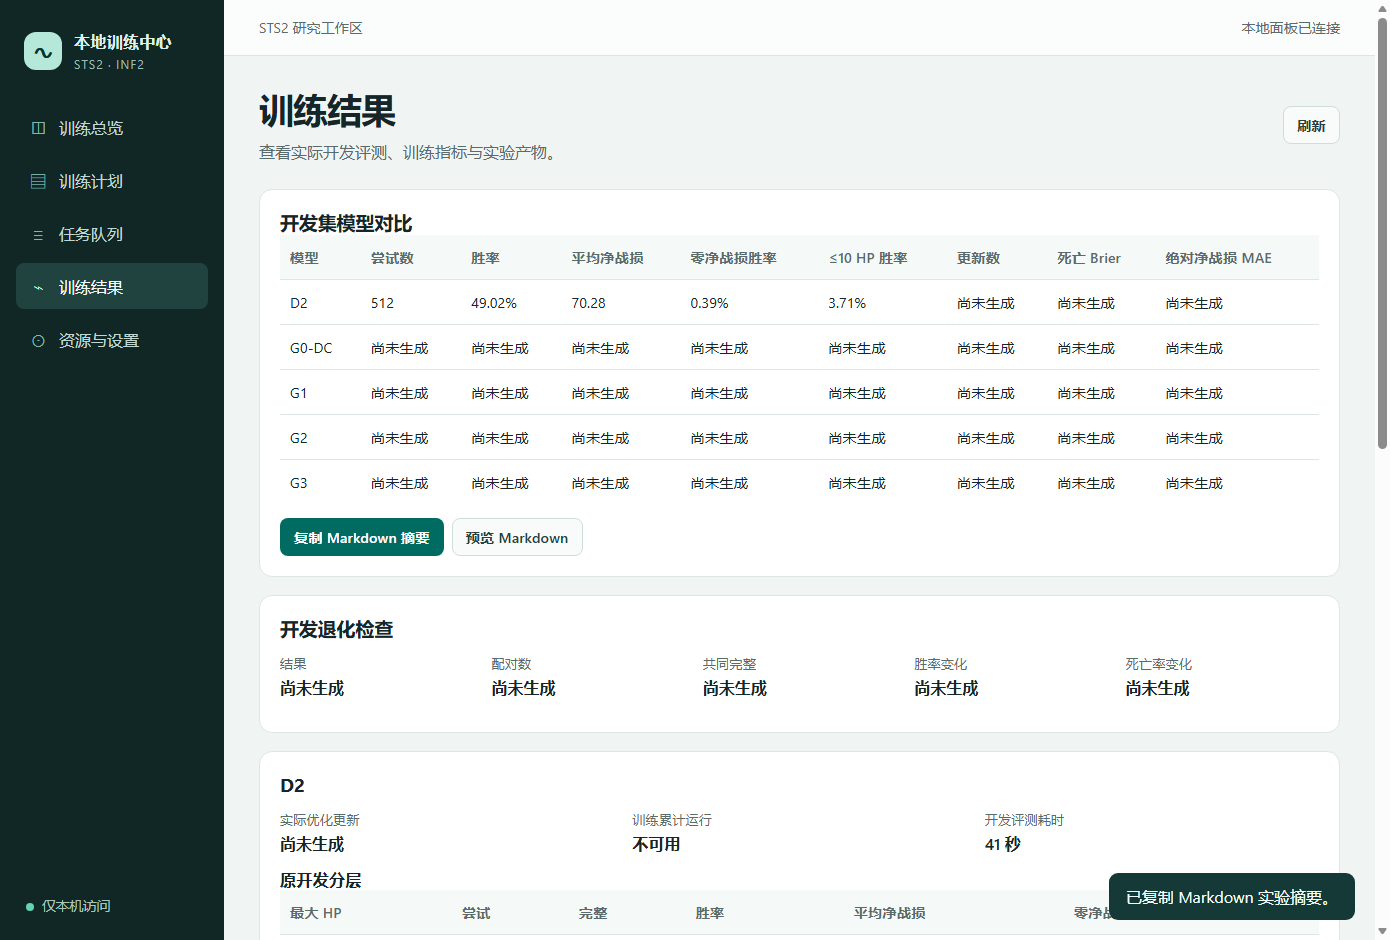 本地训练中心
STS2 · INF2
训练总览
训练计划
任务队列
训练结果
资源与设置
仅本机访问
STS2 研究工作区
本地面板已连接
训练结果
查看实际开发评测、训练指标与实验产物。
刷新
开发集模型对比
模型 尝试数 胜率 平均净战损 零净战损胜率 ≤10 HP 胜率 更新数 死亡 Brier 绝对净战损 MAE
D2 512 49.02% 70.28 0.39% 3.71% 尚未生成 尚未生成 尚未生成
G0-DC 尚未生成 尚未生成 尚未生成 尚未生成 尚未生成 尚未生成 尚未生成 尚未生成
G1 尚未生成 尚未生成 尚未生成 尚未生成 尚未生成 尚未生成 尚未生成 尚未生成
G2 尚未生成 尚未生成 尚未生成 尚未生成 尚未生成 尚未生成 尚未生成 尚未生成
G3 尚未生成 尚未生成 尚未生成 尚未生成 尚未生成 尚未生成 尚未生成 尚未生成
复制 Markdown 摘要 预览 Markdown
开发退化检查
结果 配对数 共同完整 胜率变化 死亡率变化
尚未生成 尚未生成 尚未生成 尚未生成 尚未生成
D2
实际优化更新 训练累计运行 开发评测耗时
尚未生成 不可用 41 秒
原开发分层
最大 HP 尝试 完整 胜率 平均净战损 零净
已复制 Markdown 实验摘要。